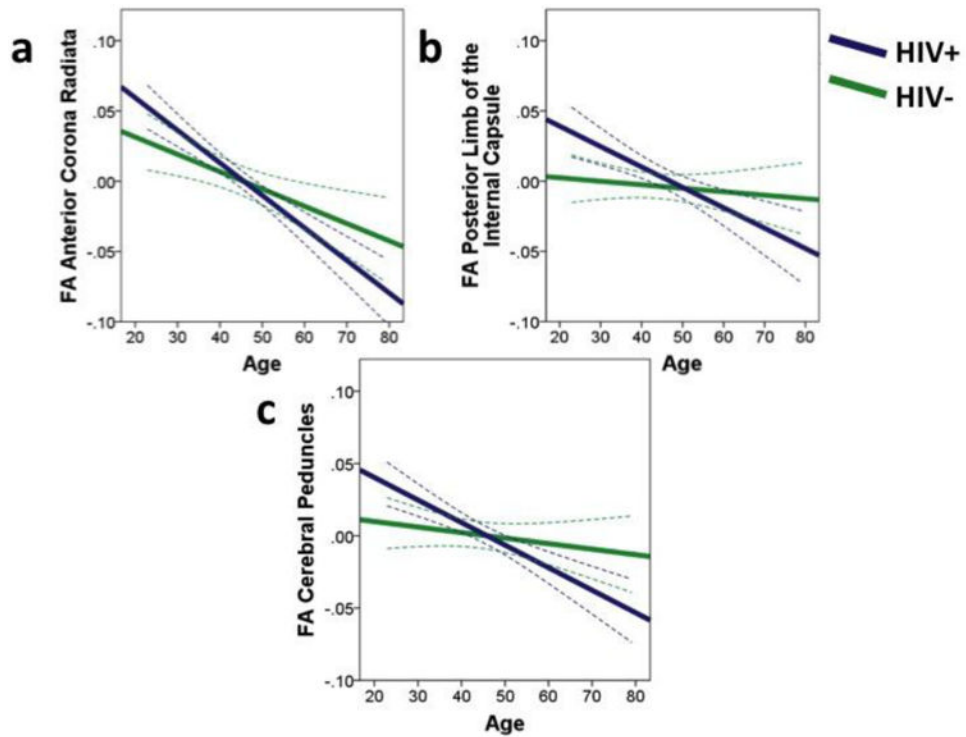 a
FA Anterior Corona Radiata
.10
.05
.00
-.05
-.10
20 30 40 50 60 70 80
Age
b
FA Posterior Limb of the
Internal Capsule
.10
.05
.00
-.05
-.10
20 30 40 50 60 70 80
Age
HIV+
HIV-
c
FA Cerebral Peduncles
.10
.05
.00
-.05
-.10
20 30 40 50 60 70 80
Age